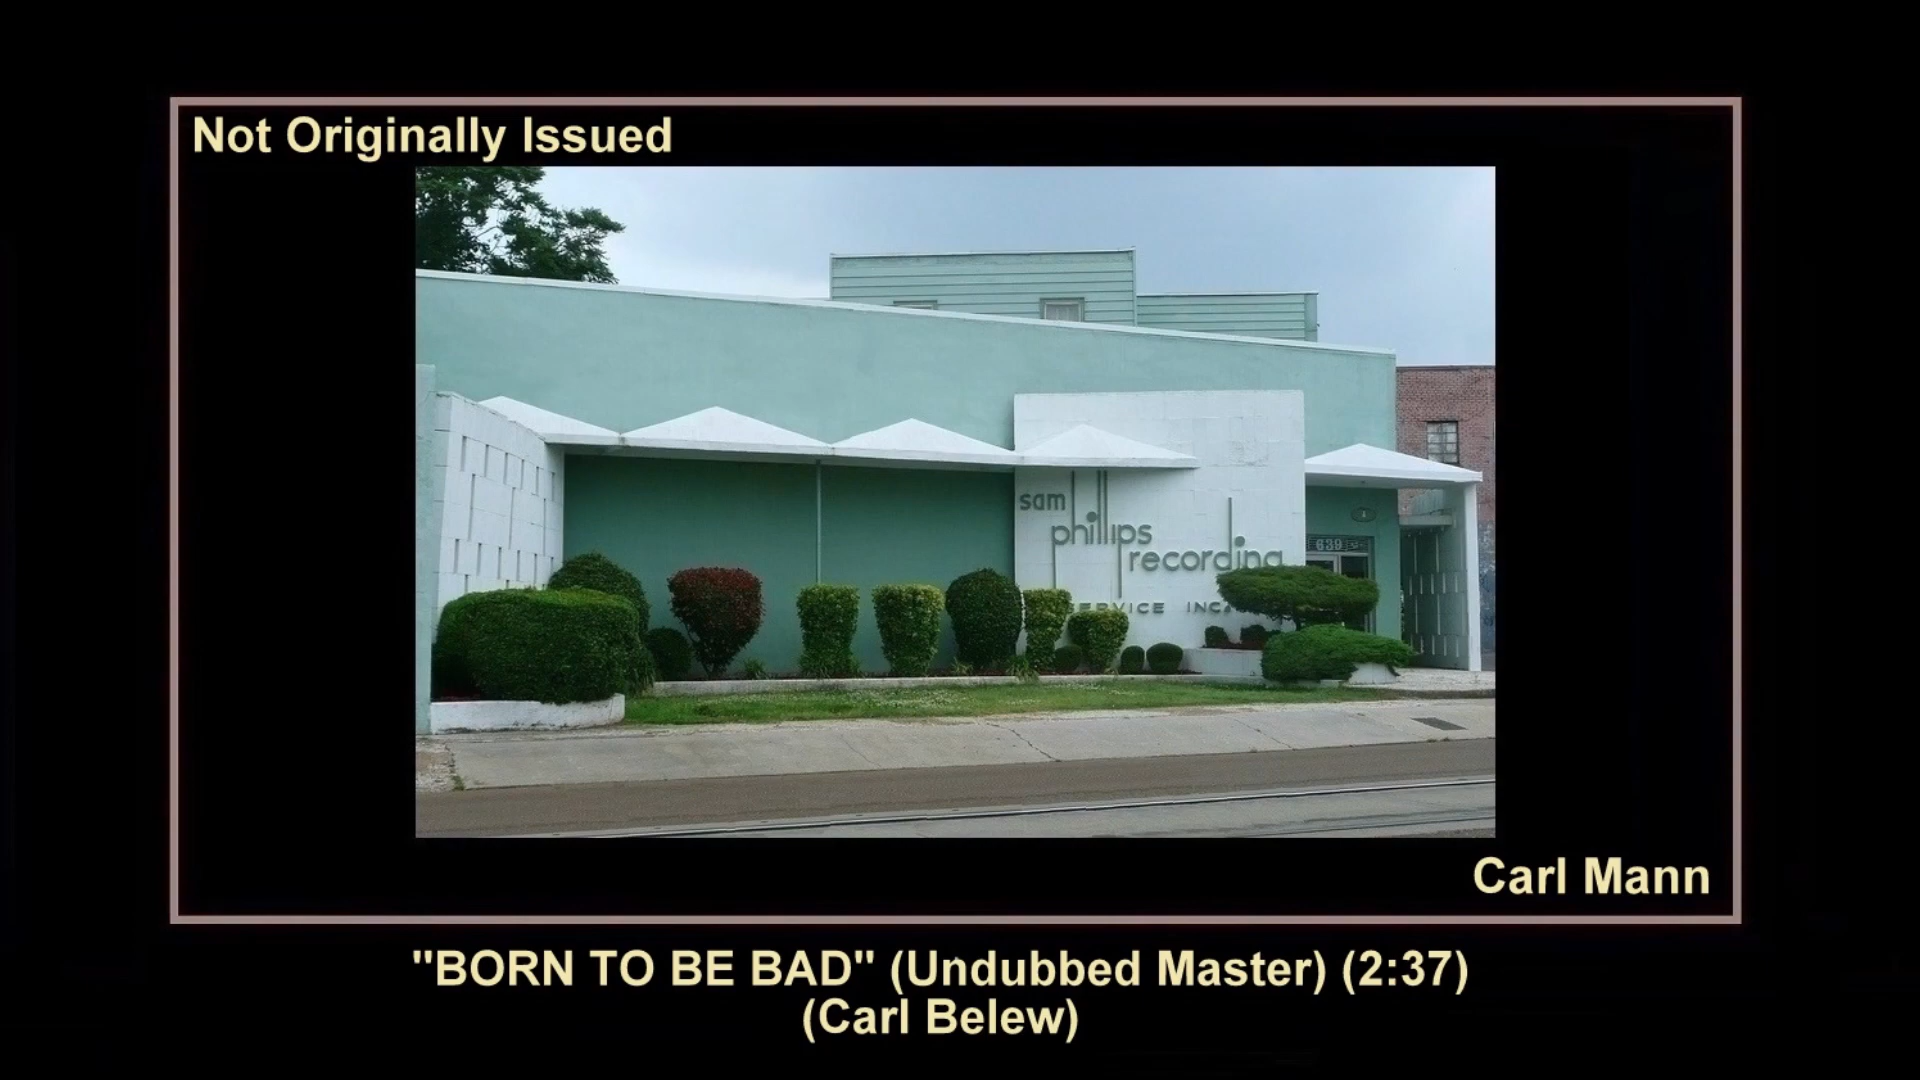 Not Originally Issued
sam
phillips
recording
639
SERVICE INC.
Carl Mann
"BORN TO BE BAD" (Undubbed Master) (2:37)
(Carl Belew)